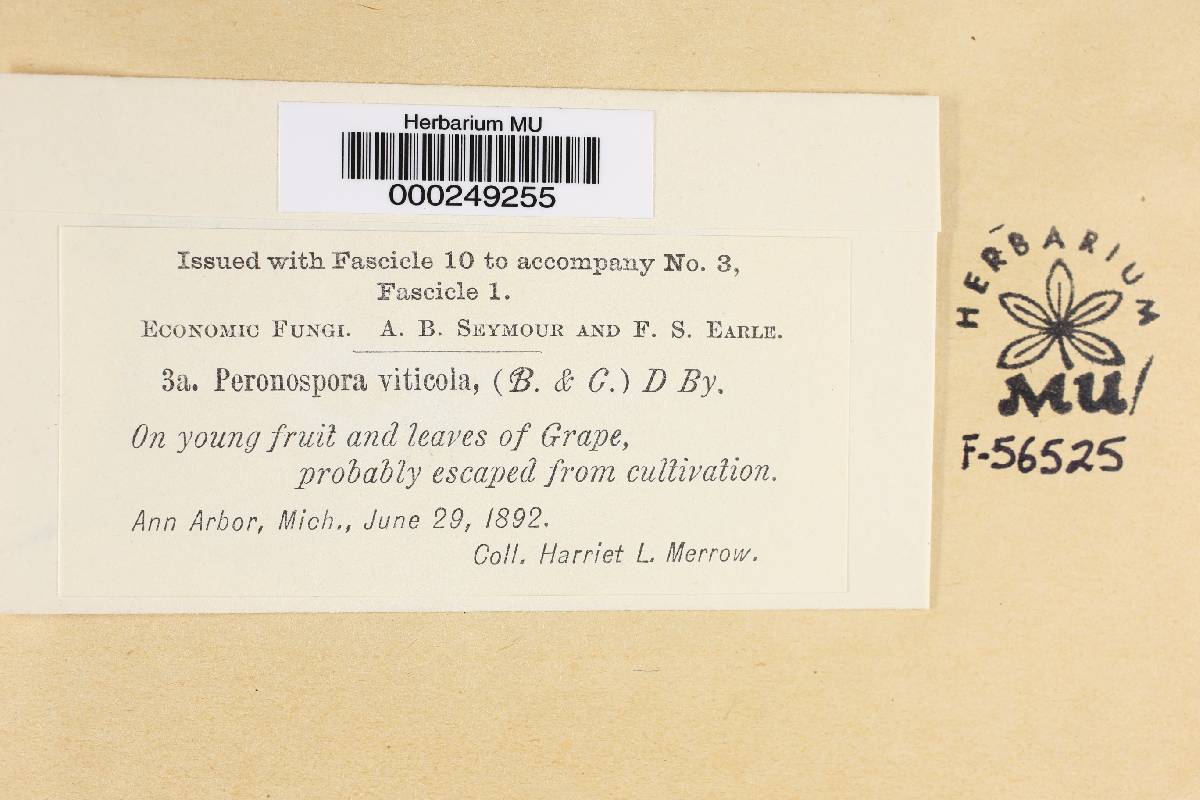 Herbarium MU
000249255
Issued with Fascicle 10 to accompany No. 3,
Fascicle 1.
ECONOMIC FUNGI. A. B. SEYMOUR AND F. S. EARLE.
3a. Peronospora viticola, (B. & C.) D By.
On young fruit and leaves of Grape,
probably escaped from cultivation.
Ann Arbor, Mich., June 29, 1892.
Coll. Harriet L. Merrow.
HERBARIUM
MU/
F-56525